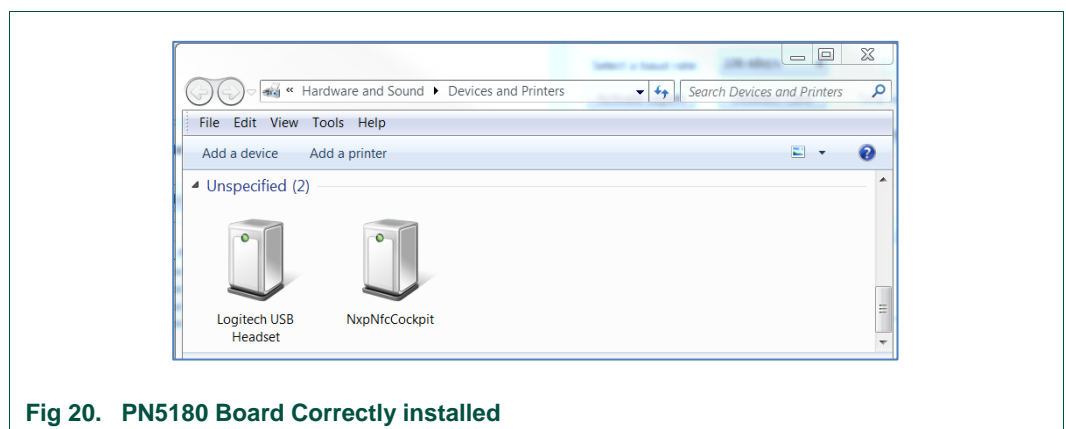 « Hardware and Sound ▸ Devices and Printers Search Devices and Printers
File Edit View Tools Help
Add a device Add a printer
Unspecified (2)
Logitech USB Headset
NxpNfcCockpit
Fig 20. PN5180 Board Correctly installed